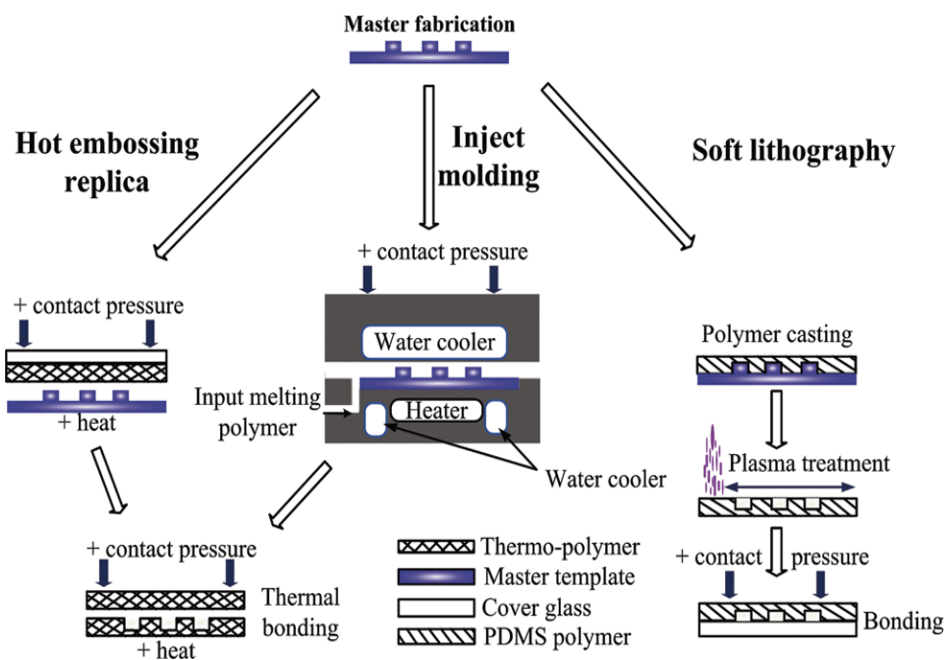 Master fabrication
Hot embossing
replica
Inject
molding
Soft lithography
+ contact pressure
+ contact pressure
Water cooler
Input melting
polymer
Heater
Water cooler
+ heat
Polymer casting
Plasma treatment
+ contact pressure
Thermal
bonding
+ heat
Thermo-polymer
Master template
Cover glass
PDMS polymer
+ contact pressure
Bonding